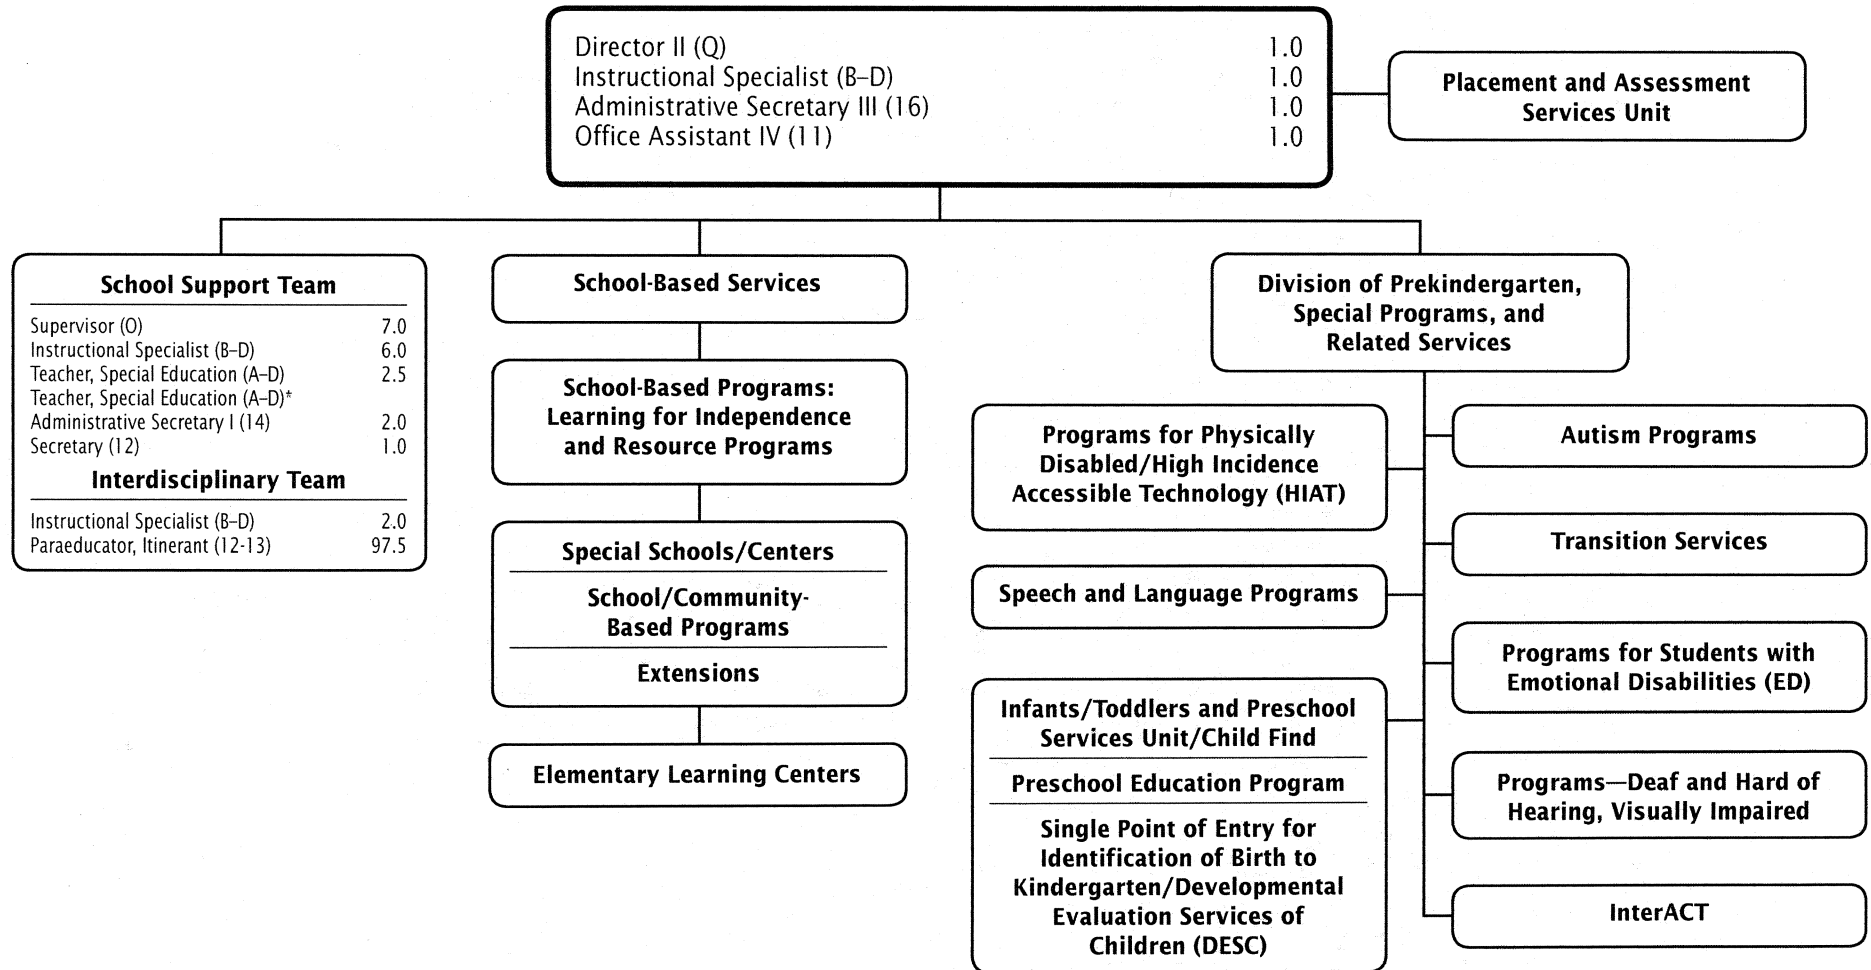 Director II (Q) 1.0
Instructional Specialist (B–D) 1.0
Administrative Secretary III (16) 1.0
Office Assistant IV (11) 1.0
Placement and Assessment
Services Unit
School Support Team
Supervisor (O) 7.0
Instructional Specialist (B–D) 6.0
Teacher, Special Education (A–D) 2.5
Teacher, Special Education (A–D)*
Administrative Secretary I (14) 2.0
Secretary (12) 1.0
Interdisciplinary Team
Instructional Specialist (B–D) 2.0
Paraeducator, Itinerant (12-13) 97.5
School-Based Services
School-Based Programs:
Learning for Independence
and Resource Programs
Special Schools/Centers
School/Community-
Based Programs
Extensions
Elementary Learning Centers
Division of Prekindergarten,
Special Programs, and
Related Services
Programs for Physically
Disabled/High Incidence
Accessible Technology (HIAT)
Speech and Language Programs
Infants/Toddlers and Preschool
Services Unit/Child Find
Preschool Education Program
Single Point of Entry for
Identification of Birth to
Kindergarten/Developmental
Evaluation Services of
Children (DESC)
Autism Programs
Transition Services
Programs for Students with
Emotional Disabilities (ED)
Programs—Deaf and Hard of
Hearing, Visually Impaired
InterACT